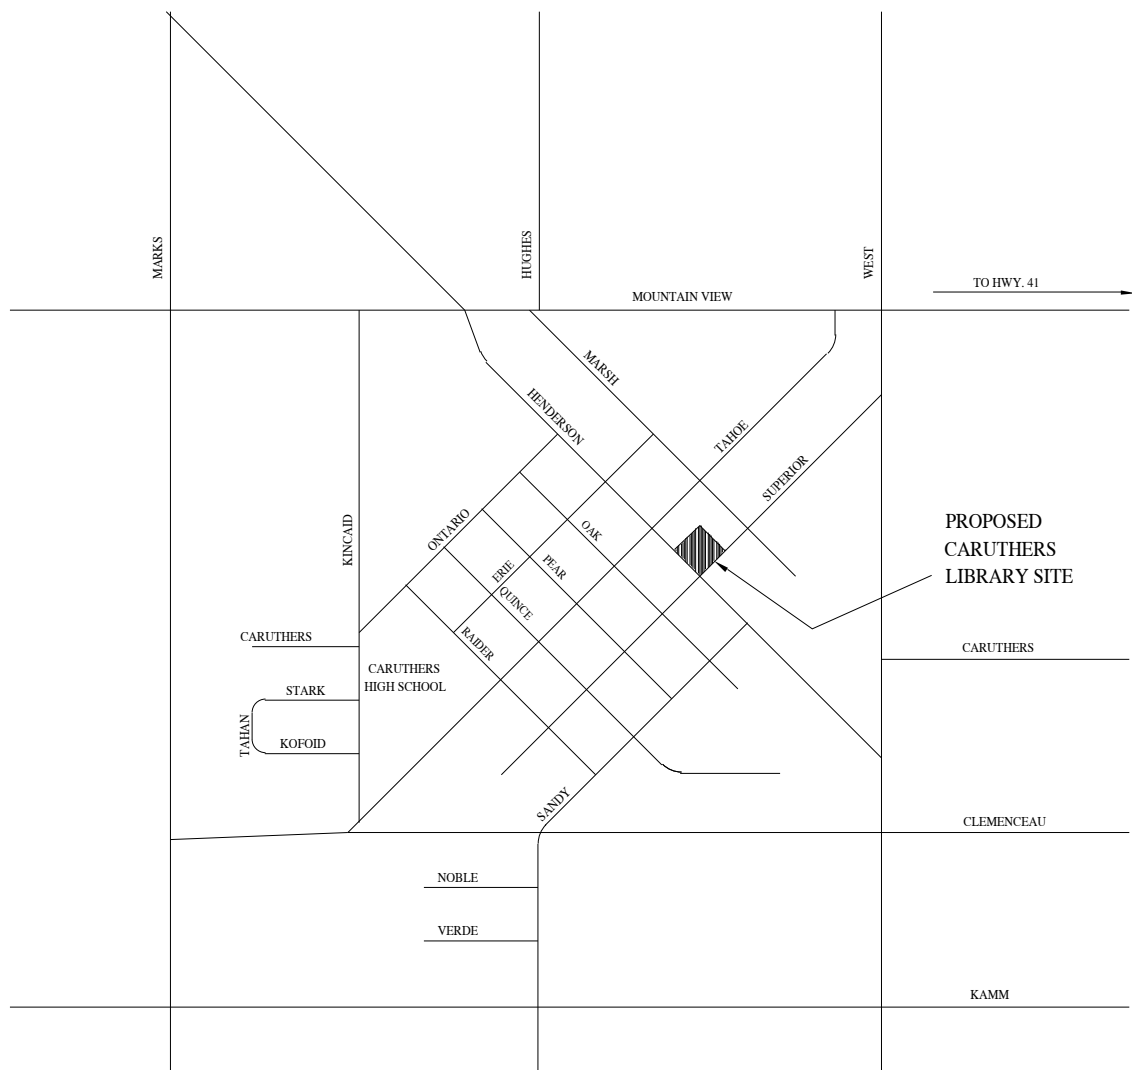 MARKS
HUGHES
WEST
TO HWY. 41
MOUNTAIN VIEW
MARSH
HENDERSON
TAHOE
SUPERIOR
ONTARIO
KINCAID
OAK
PEAR
ERIE
QUINCE
RAIDER
PROPOSED
CARUTHERS
LIBRARY SITE
CARUTHERS
CARUTHERS
CARUTHERS
HIGH SCHOOL
STARK
TAHAN
KOFOID
SANDY
CLEMENCEAU
NOBLE
VERDE
KAMM